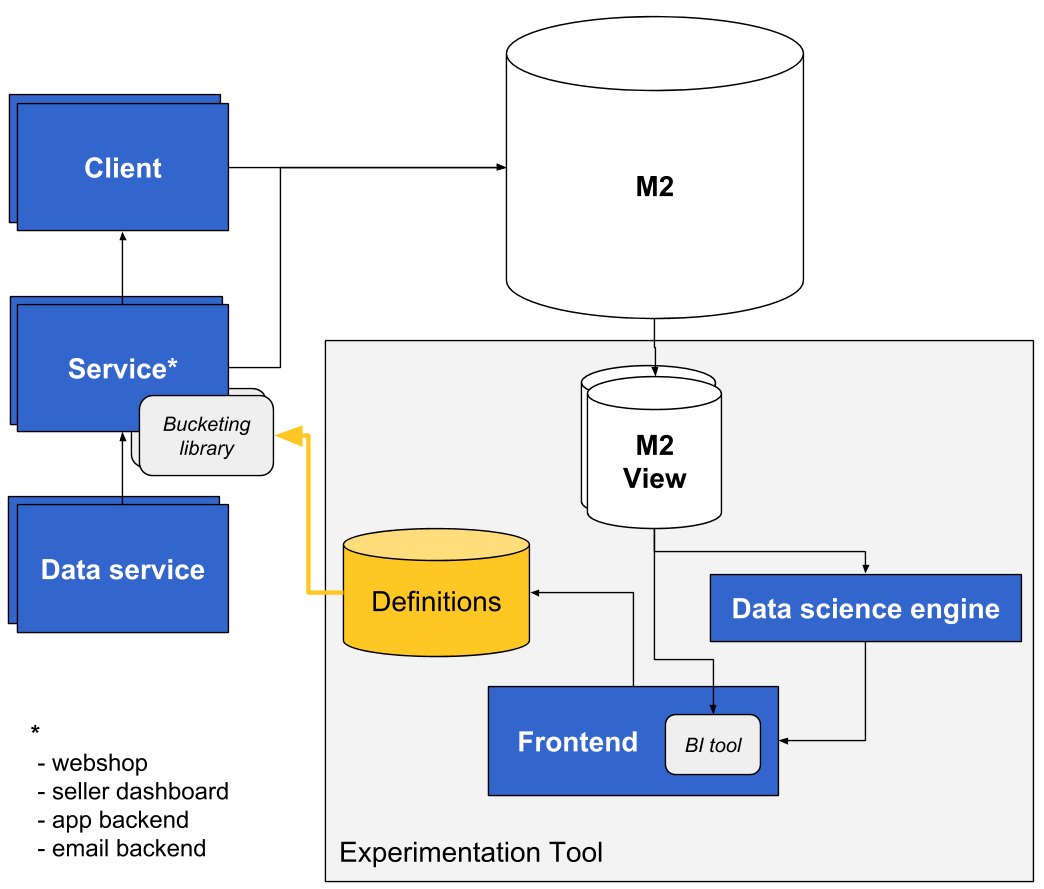 M2
Client
Service*
Bucketing
library
M2
View
Data service
Definitions
Data science engine
Frontend
BI tool
*
- webshop
- seller dashboard
- app backend
- email backend
Experimentation Tool